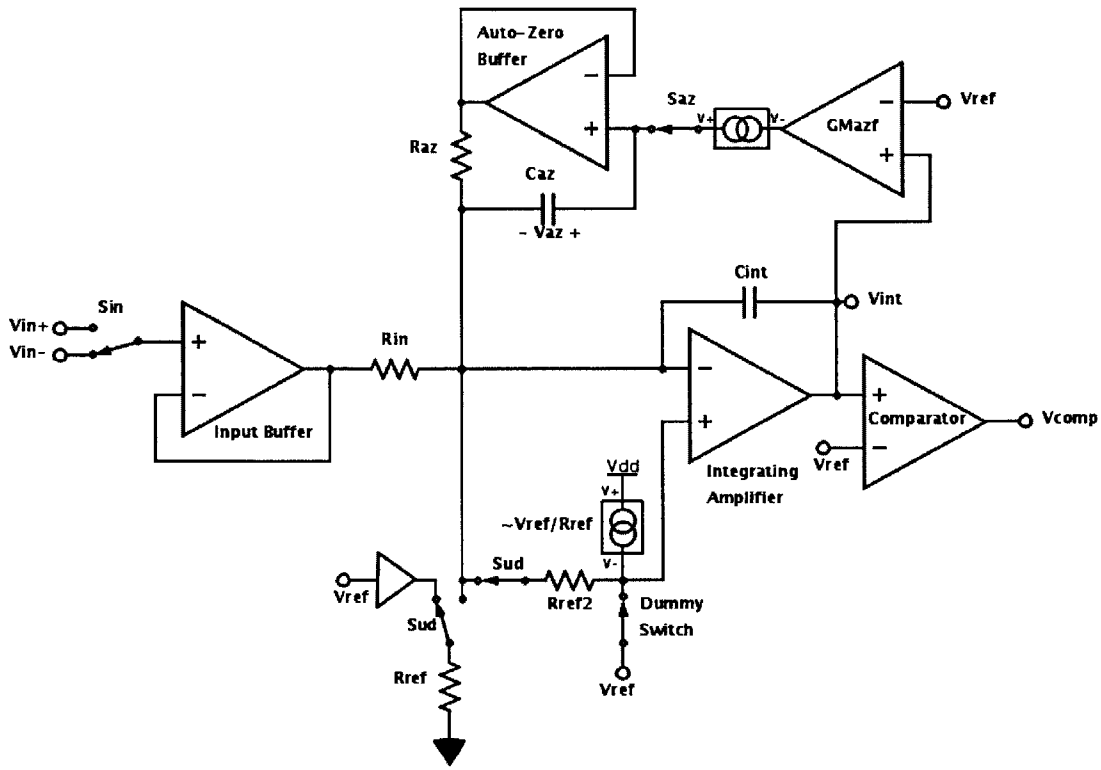 Auto-Zero
Buffer
-
+
Saz
V+
V-
GMazf
-
+
Vref
Raz
Caz
- Vaz +
Cint
Vint
Sin
Vin+
Vin-
+
-
Input Buffer
Rin
-
+
Integrating
Amplifier
+
Comparator
-
Vref
Vcomp
Vdd
V+
~Vref/Rref
V-
Sud
Rref2
Dummy
Switch
Vref
Vref
Sud
Rref